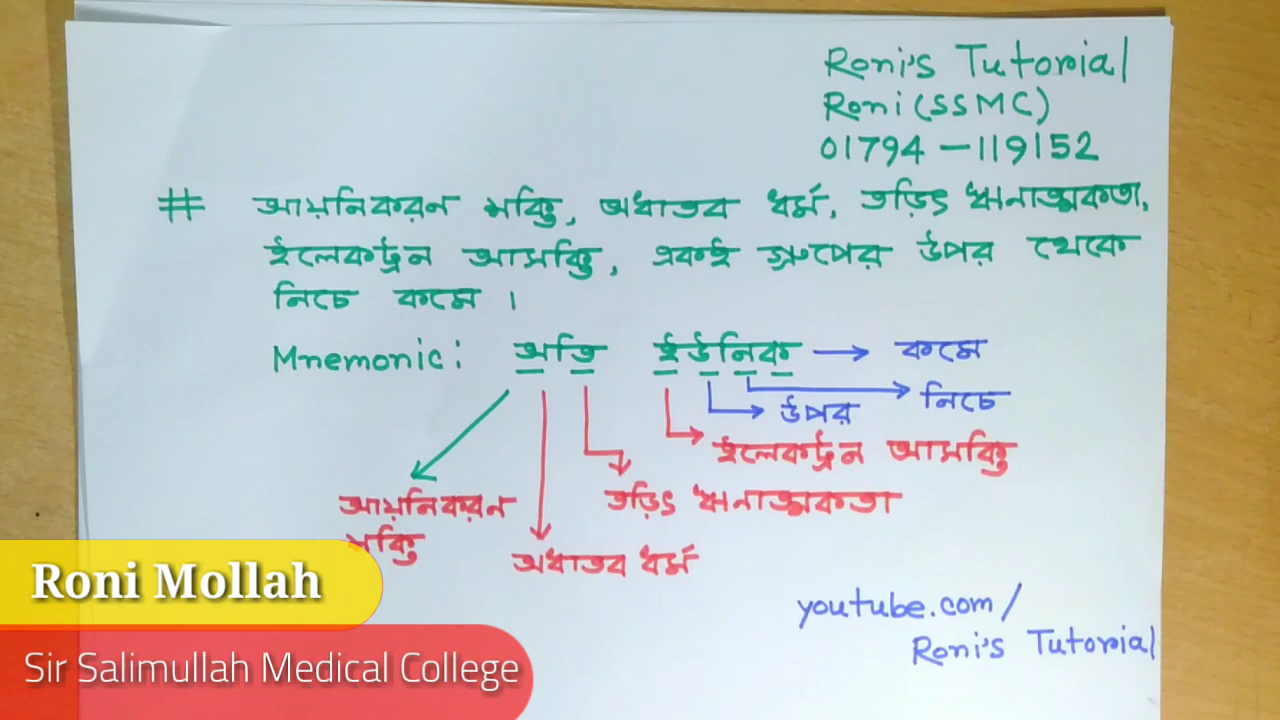 Roni's Tutorial
Roni (SSMC)
01794-119152
# আয়নিকরন শক্তি, অধাতব ধর্ম, তড়িৎ ঋনাত্মকতা,
ইলেকট্রন আসক্তি, একই গ্রুপের উপর থেকে
নিচে কমে।
Mnemonic: অতি ইউনিক → কমে
নিচে
উপর
ইলেকট্রন আসক্তি
তড়িৎ ঋনাত্মকতা
আয়নিকরন
শক্তি
অধাতব ধর্ম
Roni Mollah
youtube.com/
Roni's Tutorial
Sir Salimullah Medical College